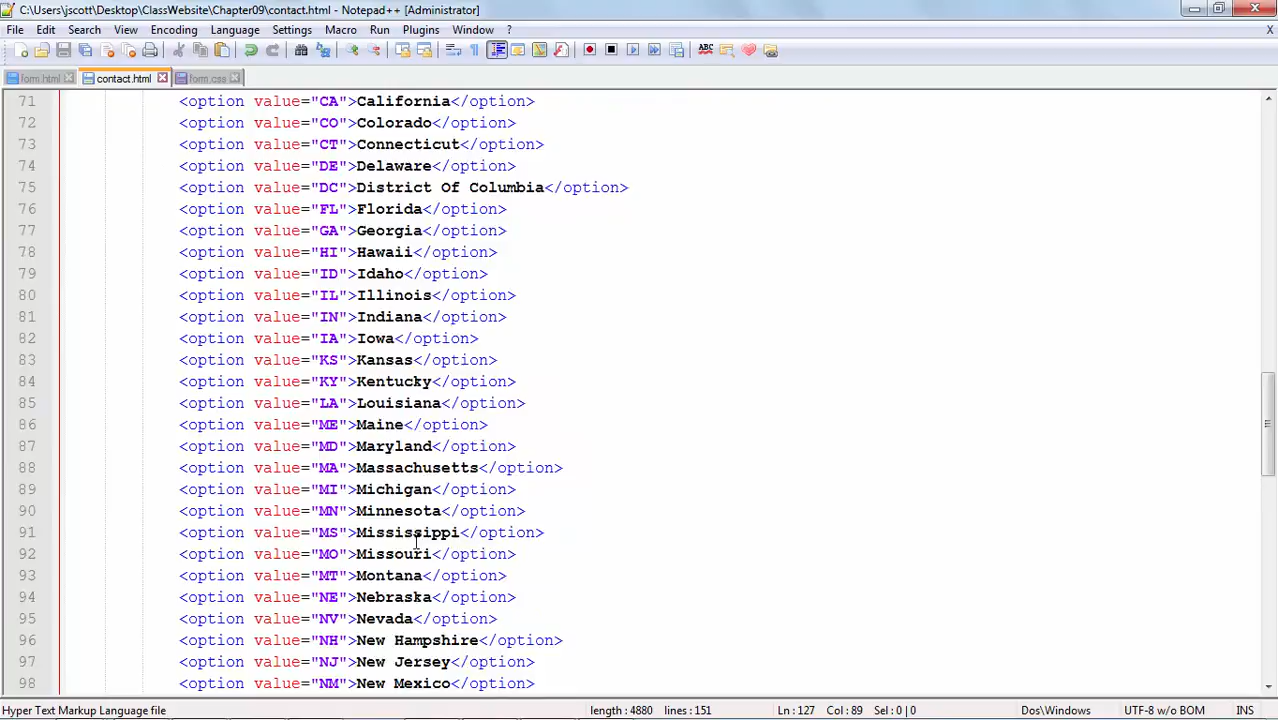 C:\Users\jscott\Desktop\ClassWebsite\Chapter09\contact.html - Notepad++ [Administrator]
File Edit Search View Encoding Language Settings Macro Run Plugins Window ? X
form.html contact.html form.css
71 <option value="CA">California</option>
72 <option value="CO">Colorado</option>
73 <option value="CT">Connecticut</option>
74 <option value="DE">Delaware</option>
75 <option value="DC">District Of Columbia</option>
76 <option value="FL">Florida</option>
77 <option value="GA">Georgia</option>
78 <option value="HI">Hawaii</option>
79 <option value="ID">Idaho</option>
80 <option value="IL">Illinois</option>
81 <option value="IN">Indiana</option>
82 <option value="IA">Iowa</option>
83 <option value="KS">Kansas</option>
84 <option value="KY">Kentucky</option>
85 <option value="LA">Louisiana</option>
86 <option value="ME">Maine</option>
87 <option value="MD">Maryland</option>
88 <option value="MA">Massachusetts</option>
89 <option value="MI">Michigan</option>
90 <option value="MN">Minnesota</option>
91 <option value="MS">Mississippi</option>
92 <option value="MO">Missouri</option>
93 <option value="MT">Montana</option>
94 <option value="NE">Nebraska</option>
95 <option value="NV">Nevada</option>
96 <option value="NH">New Hampshire</option>
97 <option value="NJ">New Jersey</option>
98 <option value="NM">New Mexico</option>
Hyper Text Markup Language file length : 4880 lines : 151 Ln : 127 Col : 89 Sel : 0 | 0 Dos\Windows UTF-8 w/o BOM INS